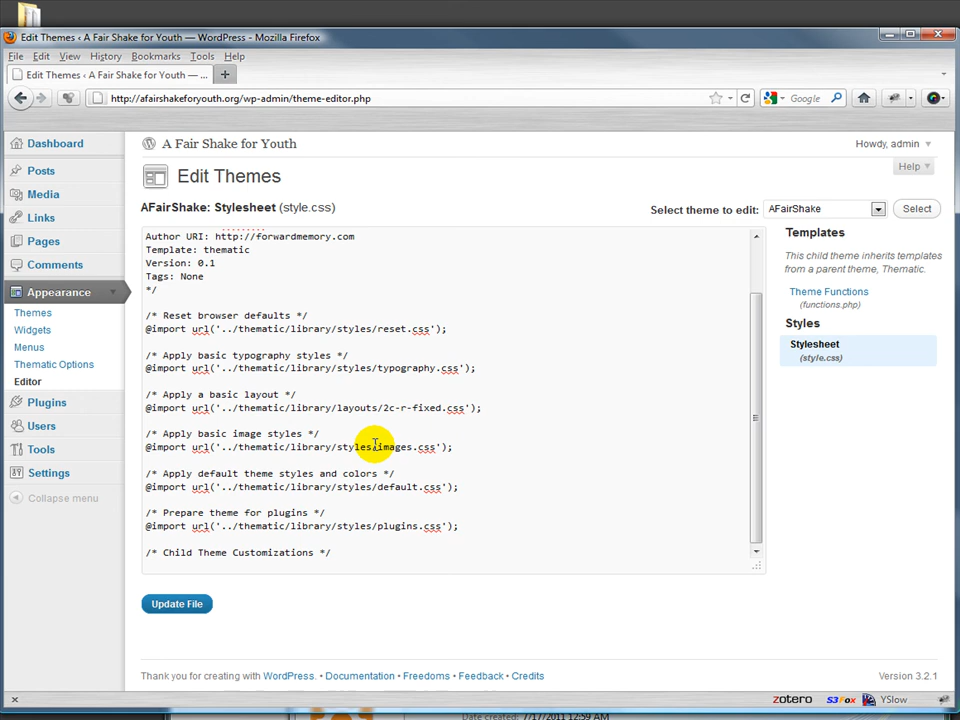 Edit Themes ‹ A Fair Shake for Youth — WordPress - Mozilla Firefox
File Edit View History Bookmarks Tools Help
Edit Themes ‹ A Fair Shake for Youth — ...
http://afairshakeforyouth.org/wp-admin/theme-editor.php
Google
Dashboard
Posts
Media
Links
Pages
Comments
Appearance
Themes
Widgets
Menus
Thematic Options
Editor
Plugins
Users
Tools
Settings
Collapse menu
A Fair Shake for Youth
Howdy, admin
Help
Edit Themes
AFairShake: Stylesheet (style.css)
Select theme to edit: AFairShake Select
Author URI: http://forwardmemory.com
Template: thematic
Version: 0.1
Tags: None
*/
/* Reset browser defaults */
@import url('../thematic/library/styles/reset.css');
/* Apply basic typography styles */
@import url('../thematic/library/styles/typography.css');
/* Apply a basic layout */
@import url('../thematic/library/layouts/2c-r-fixed.css');
/* Apply basic image styles */
@import url('../thematic/library/styles/images.css');
/* Apply default theme styles and colors */
@import url('../thematic/library/styles/default.css');
/* Prepare theme for plugins */
@import url('../thematic/library/styles/plugins.css');
/* Child Theme Customizations */
Templates
This child theme inherits templates
from a parent theme, Thematic.
Theme Functions
(functions.php)
Styles
Stylesheet
(style.css)
Update File
Thank you for creating with WordPress. • Documentation • Freedoms • Feedback • Credits
Version 3.2.1
zotero S3Fox YSlow
Date created: 7/17/2011 12:59 AM